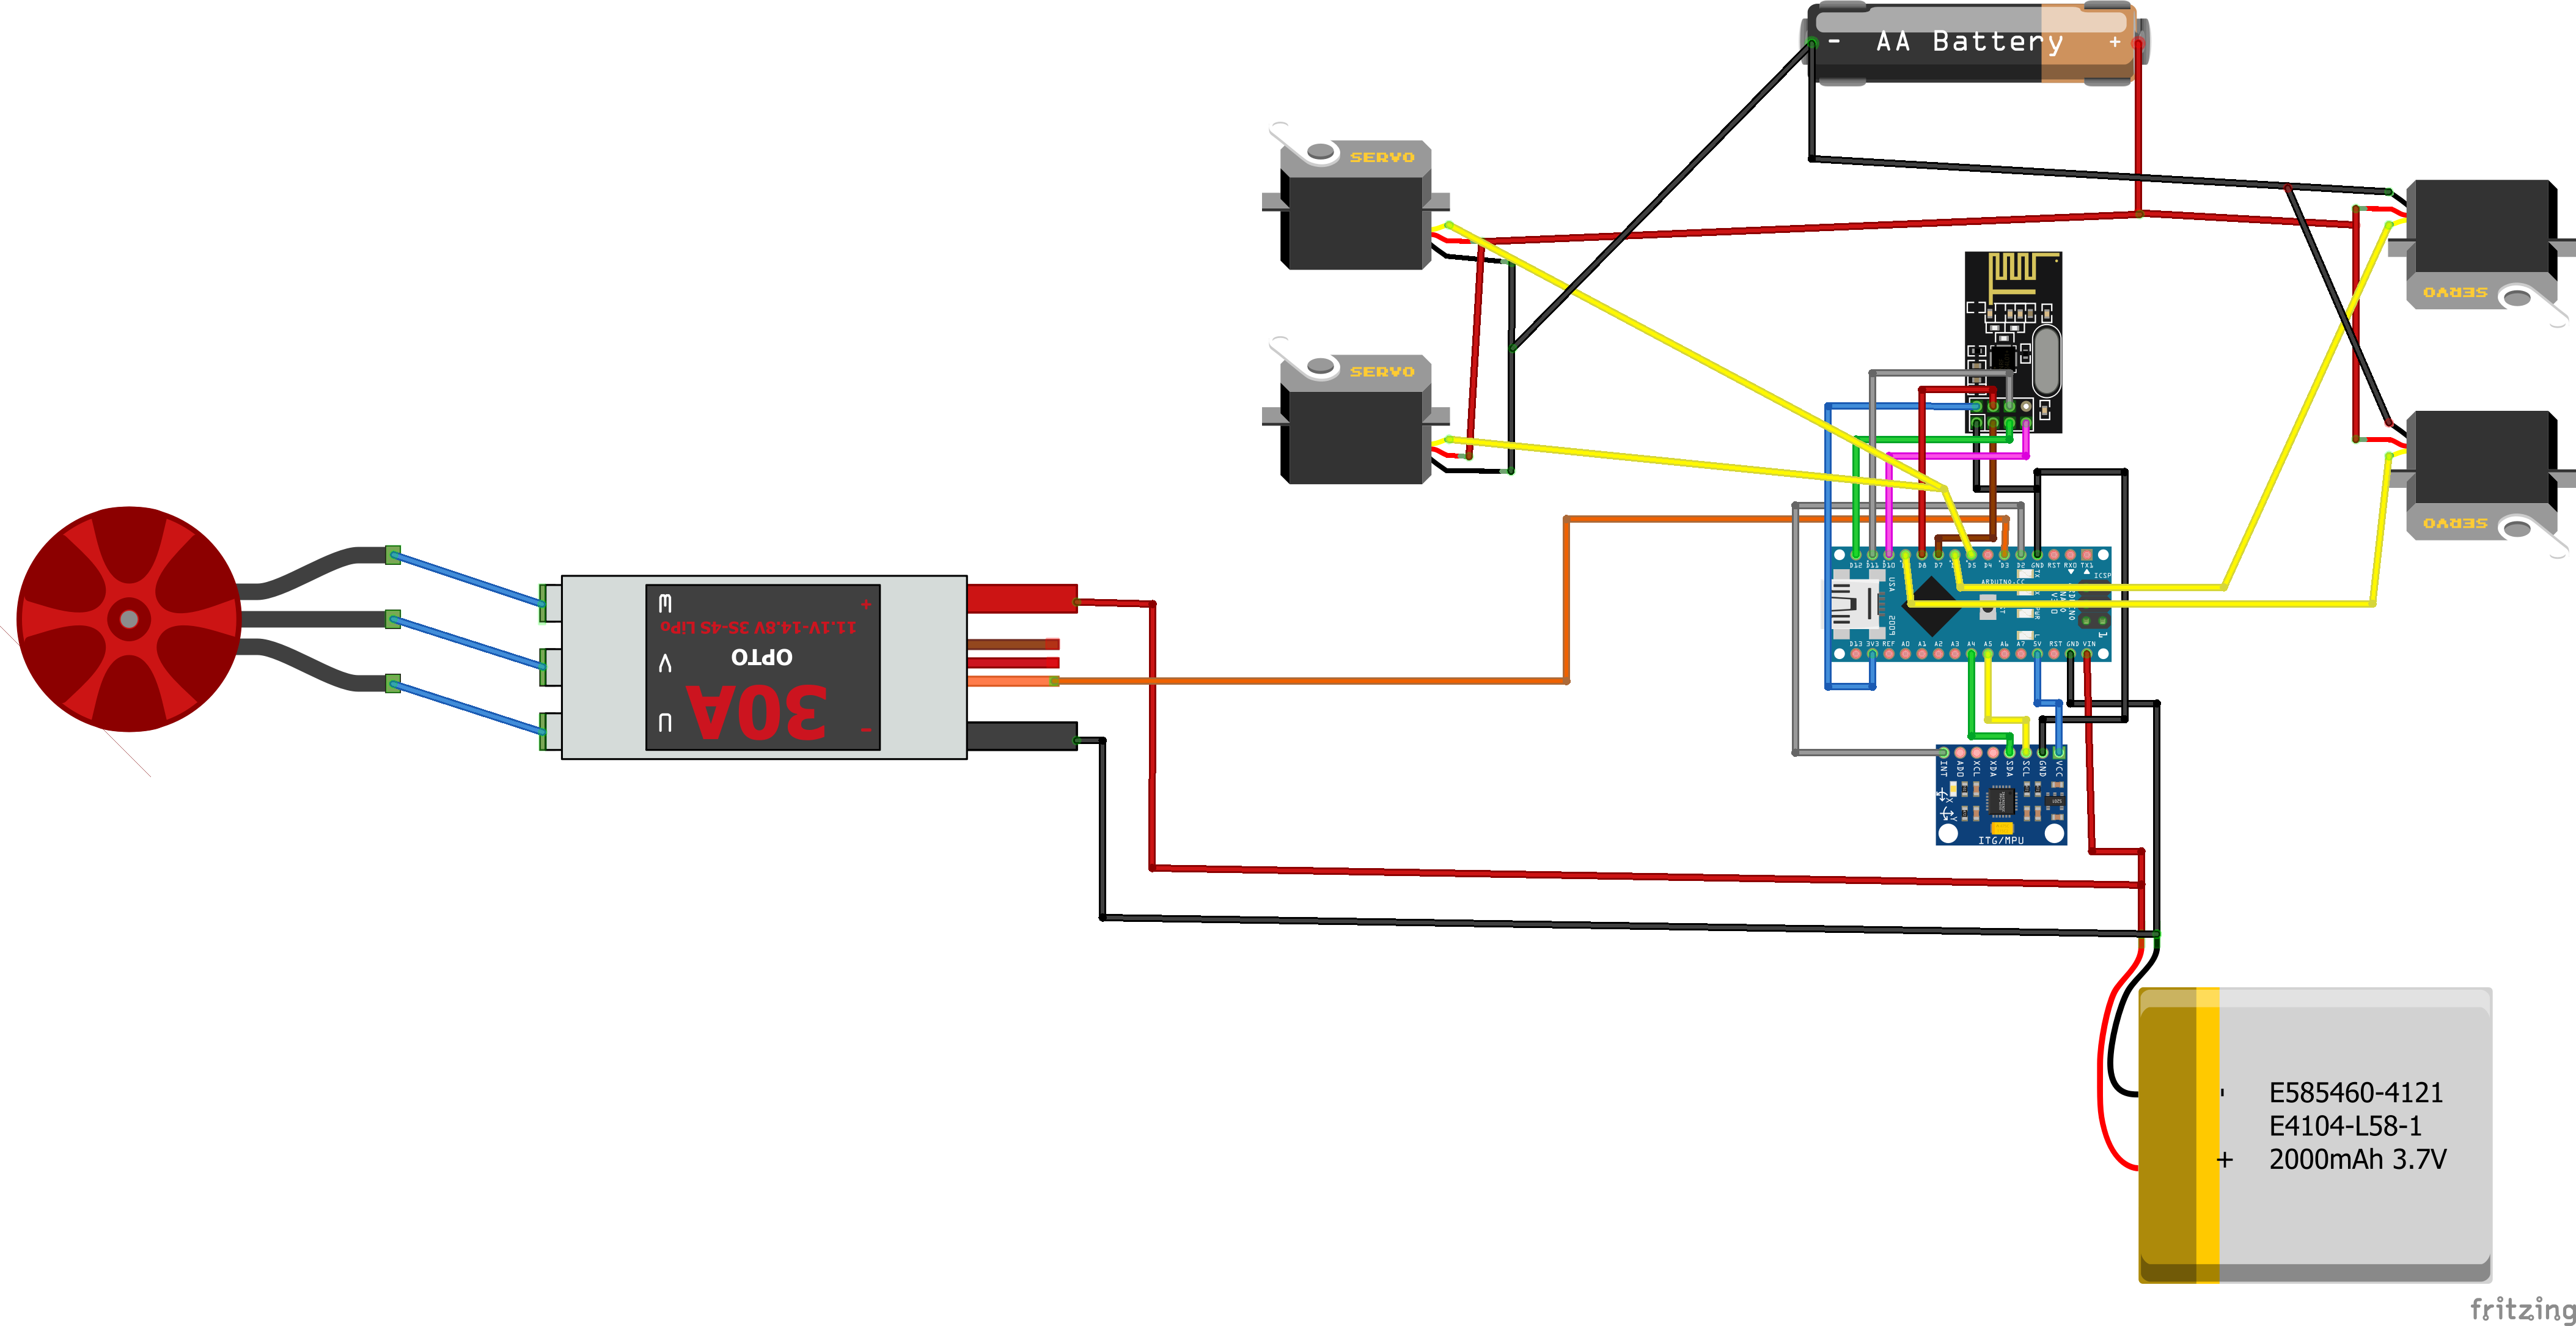 - AA Battery +
SERVO
SERVO
SERVO
SERVO
D12 D11 D10 D8 D7 D5 D4 D3 D2 GND RST RX0 TX1
ICSP
ARDUINO.CC
USA
2009
D13 3V3 REF A0 A1 A2 A3 A4 A5 A6 A7 5V RST GND VIN
W +
11.1V-14.8V 3S-4S LiPo
OPTO
V
30A
U -
INT AD0 XCL XDA SDA SCL GND VCC
X
Y
ITG/MPU
- E585460-4121
E4104-L58-1
+ 2000mAh 3.7V
fritzing